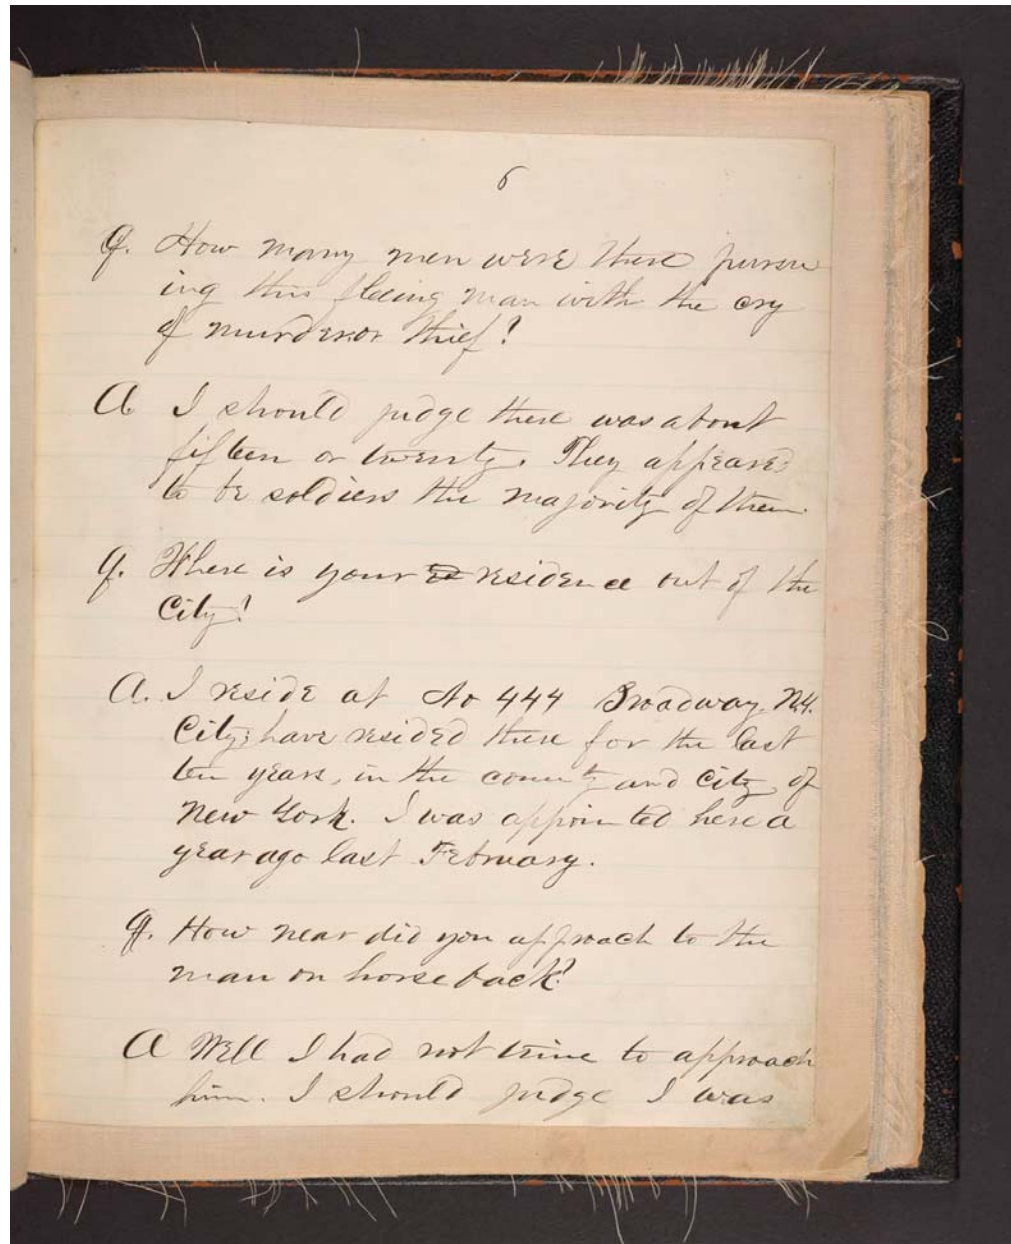 6
Q. How many men were there pursu
ing this fleeing man with the cry
of murder or thief?
A I should judge there was about
fifteen or twenty. They appeared
to be soldiers the majority of them.
Q. Where is your residence out of the
City?
A. I reside at No 444 Broadway, N.Y.
City; have resided there for the last
ten years, in the county and City of
New York. I was appointed here a
year ago last February.
Q. How near did you approach to the
man on horseback?
A Well I had not time to approach
him. I should judge I was